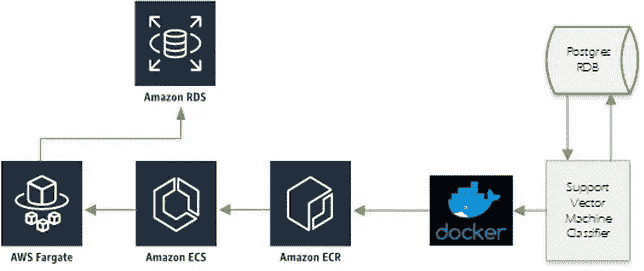 Amazon RDS
Postgres
RDB
AWS Fargate
Amazon ECS
Amazon ECR
docker
Support
Vector
Machine
Classifier